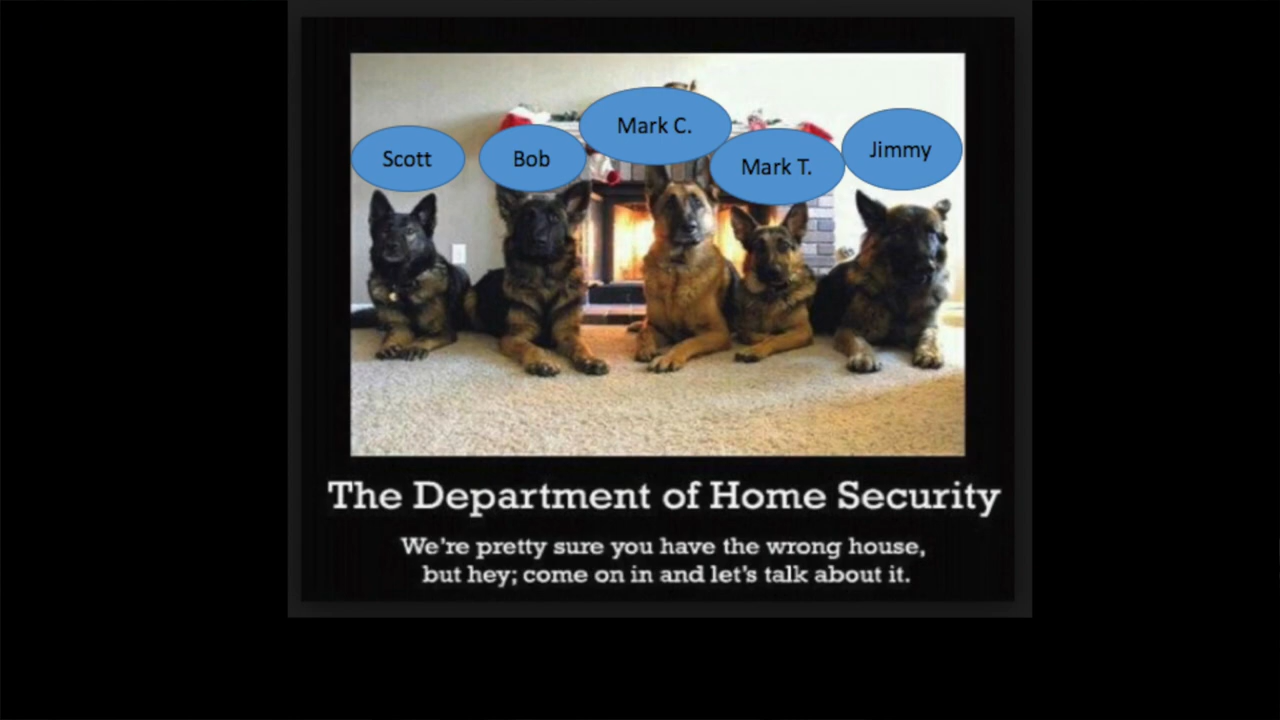 Scott
Bob
Mark C.
Mark T.
Jimmy
The Department of Home Security
We're pretty sure you have the wrong house,
but hey; come on in and let's talk about it.